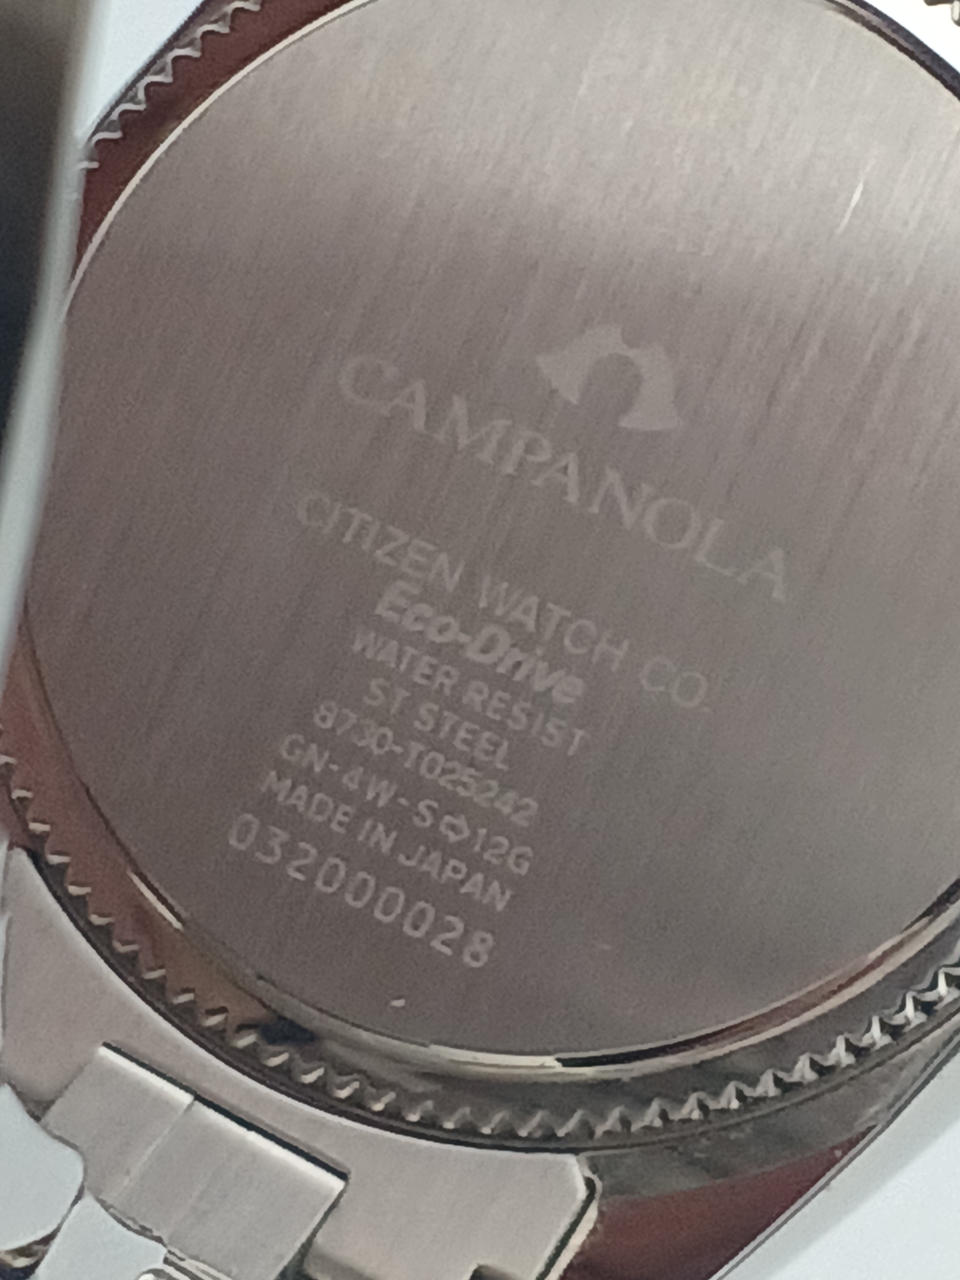 CAMPANOLA
CITIZEN WATCH CO.
Eco-Drive
WATER RESIST
ST STEEL
8730-T025242
GN-4W-S⇨12G
MADE IN JAPAN
032000028